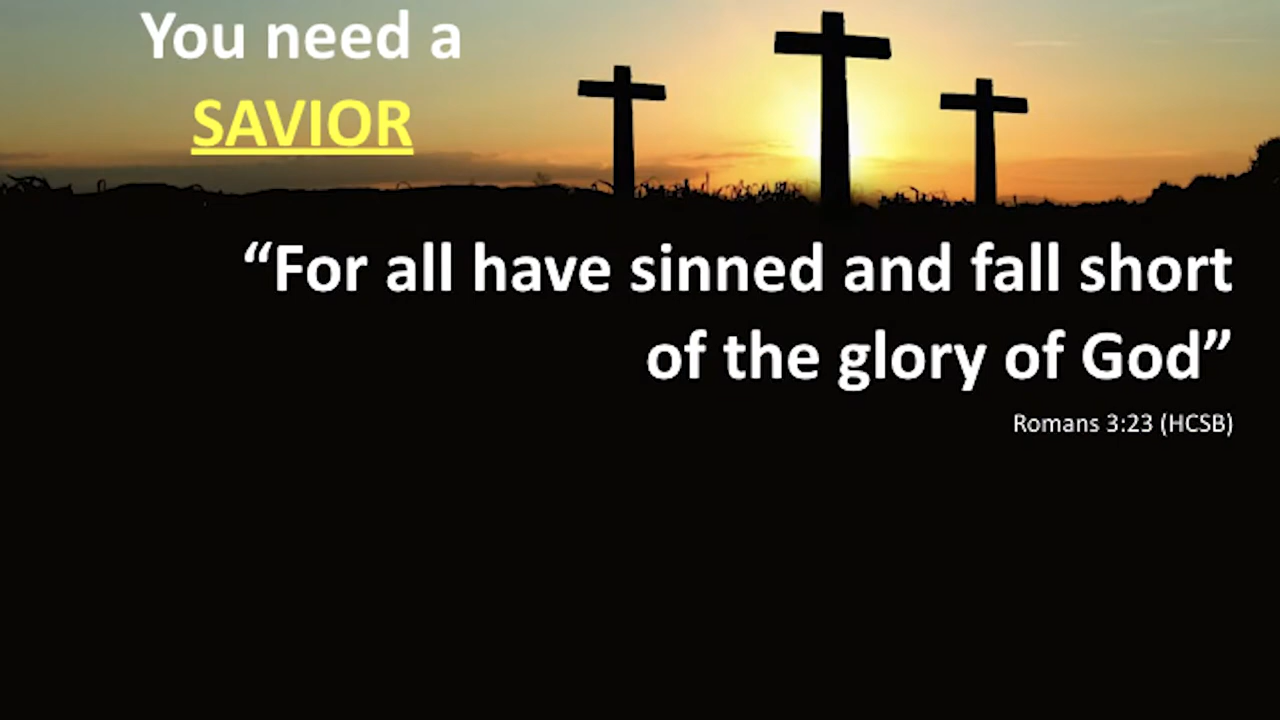 You need a
SAVIOR
“For all have sinned and fall short
of the glory of God”
Romans 3:23 (HCSB)